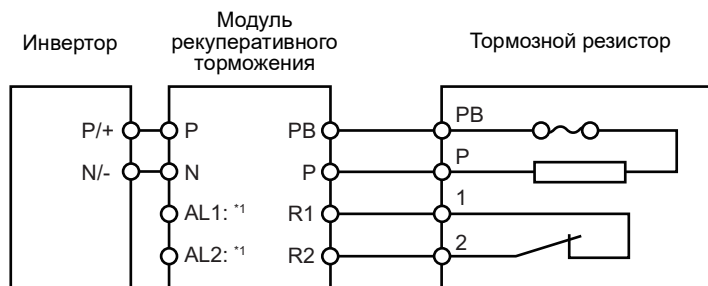 Инвертор
Модуль
рекуперативного
торможения
Тормозной резистор
P/+
P
PB
PB
N/-
N
P
P
AL1: *1
R1
1
AL2: *1
R2
2